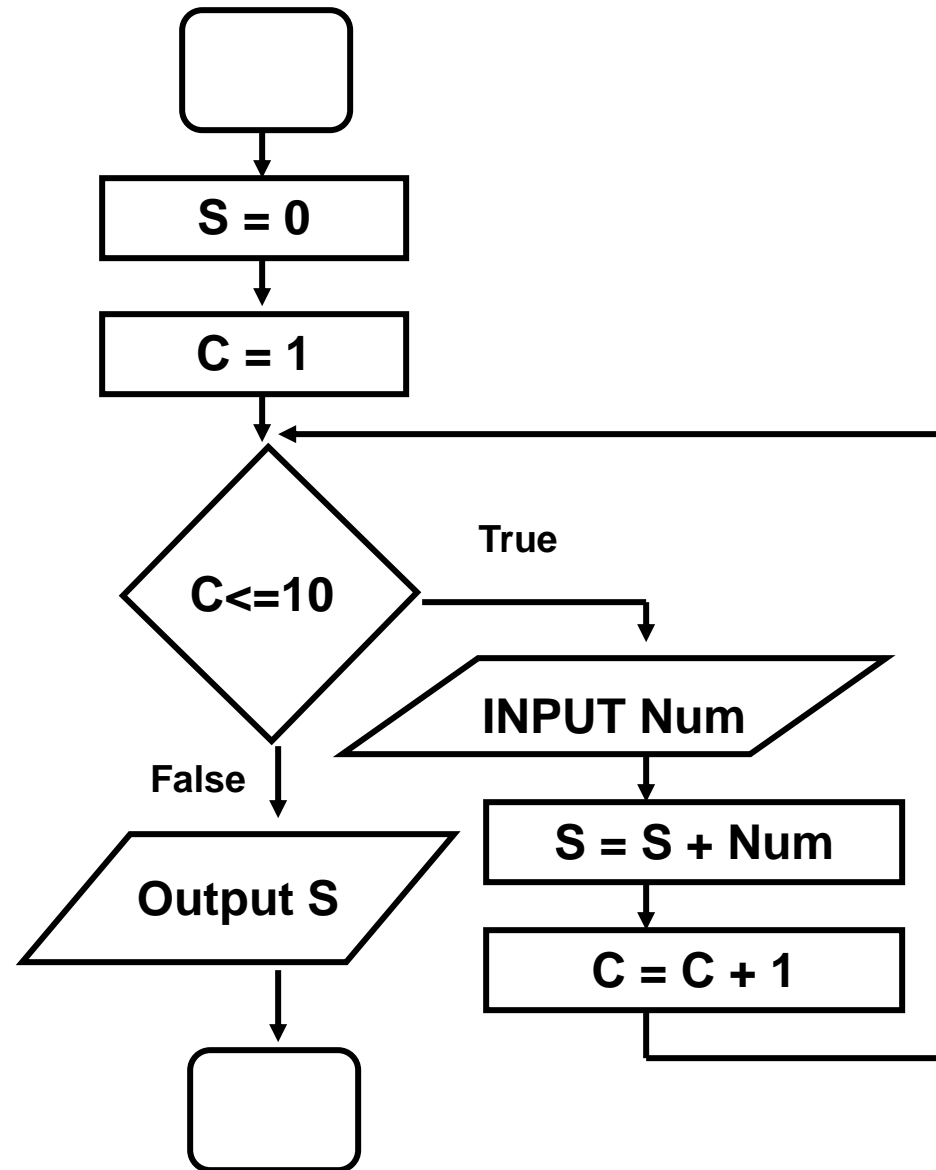 S = 0
C = 1
C<=10
True
INPUT Num
S = S + Num
C = C + 1
False
Output S